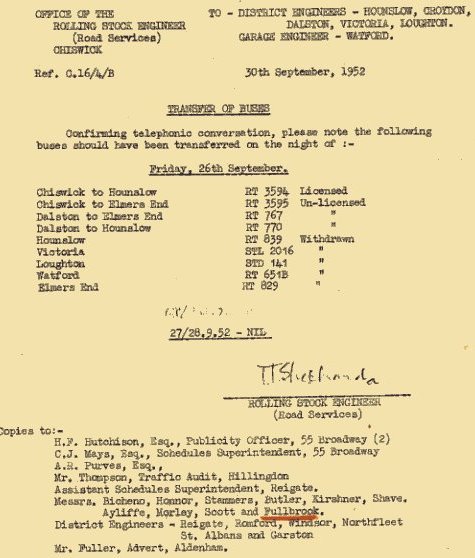 OFFICE OF THE
ROLLING STOCK ENGINEER
(Road Services)
CHISWICK
TO - DISTRICT ENGINEERS - HOUNSLOW, CROYDON,
DALSTON, VICTORIA, LOUGHTON.
GARAGE ENGINEER - WATFORD.
Ref. C.16/4/B
30th September, 1952
TRANSFER OF BUSES
Confirming telephonic conversation, please note the following
buses should have been transferred on the night of :-
Friday, 26th September.
Chiswick to Hounslow RT 3594 Licensed
Chiswick to Elmers End RT 3595 Un-licensed
Dalston to Elmers End RT 767 "
Dalston to Hounslow RT 770 "
Hounslow RT 839 Withdrawn
Victoria STL 2016 "
Loughton STD 141 "
Watford RT 651B "
Elmers End RT 829 "
27/28.9.52 - NIL
ROLLING STOCK ENGINEER
(Road Services)
Copies to:-
H.F. Hutchison, Esq., Publicity Officer, 55 Broadway (2)
C.J. Mays, Esq., Schedules Superintendent, 55 Broadway
A.R. Purves, Esq.,
Mr. Thompson, Traffic Audit, Hillingdon
Assistant Schedules Superintendent, Reigate.
Messrs. Bicheno, Honnor, Stammers, Butler, Kirshner, Shave.
Ayliffe, Morley, Scott and Fullbrook.
District Engineers - Reigate, Romford, Windsor, Northfleet
St. Albans and Garston
Mr. Fuller, Advert, Aldenham.